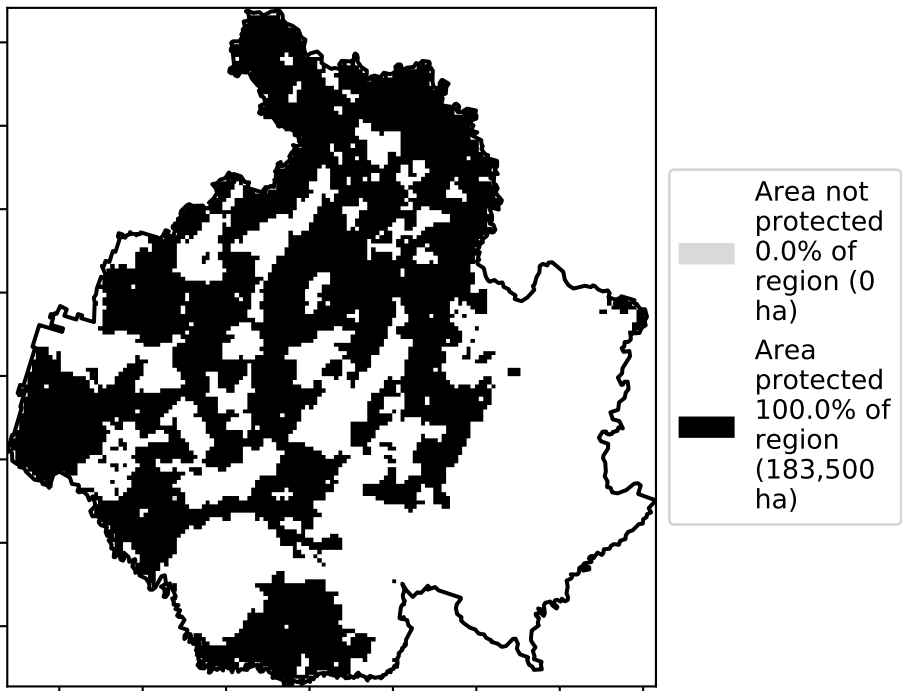 Area not
protected
0.0% of
region (0
ha)
Area
protected
100.0% of
region
(183,500
ha)